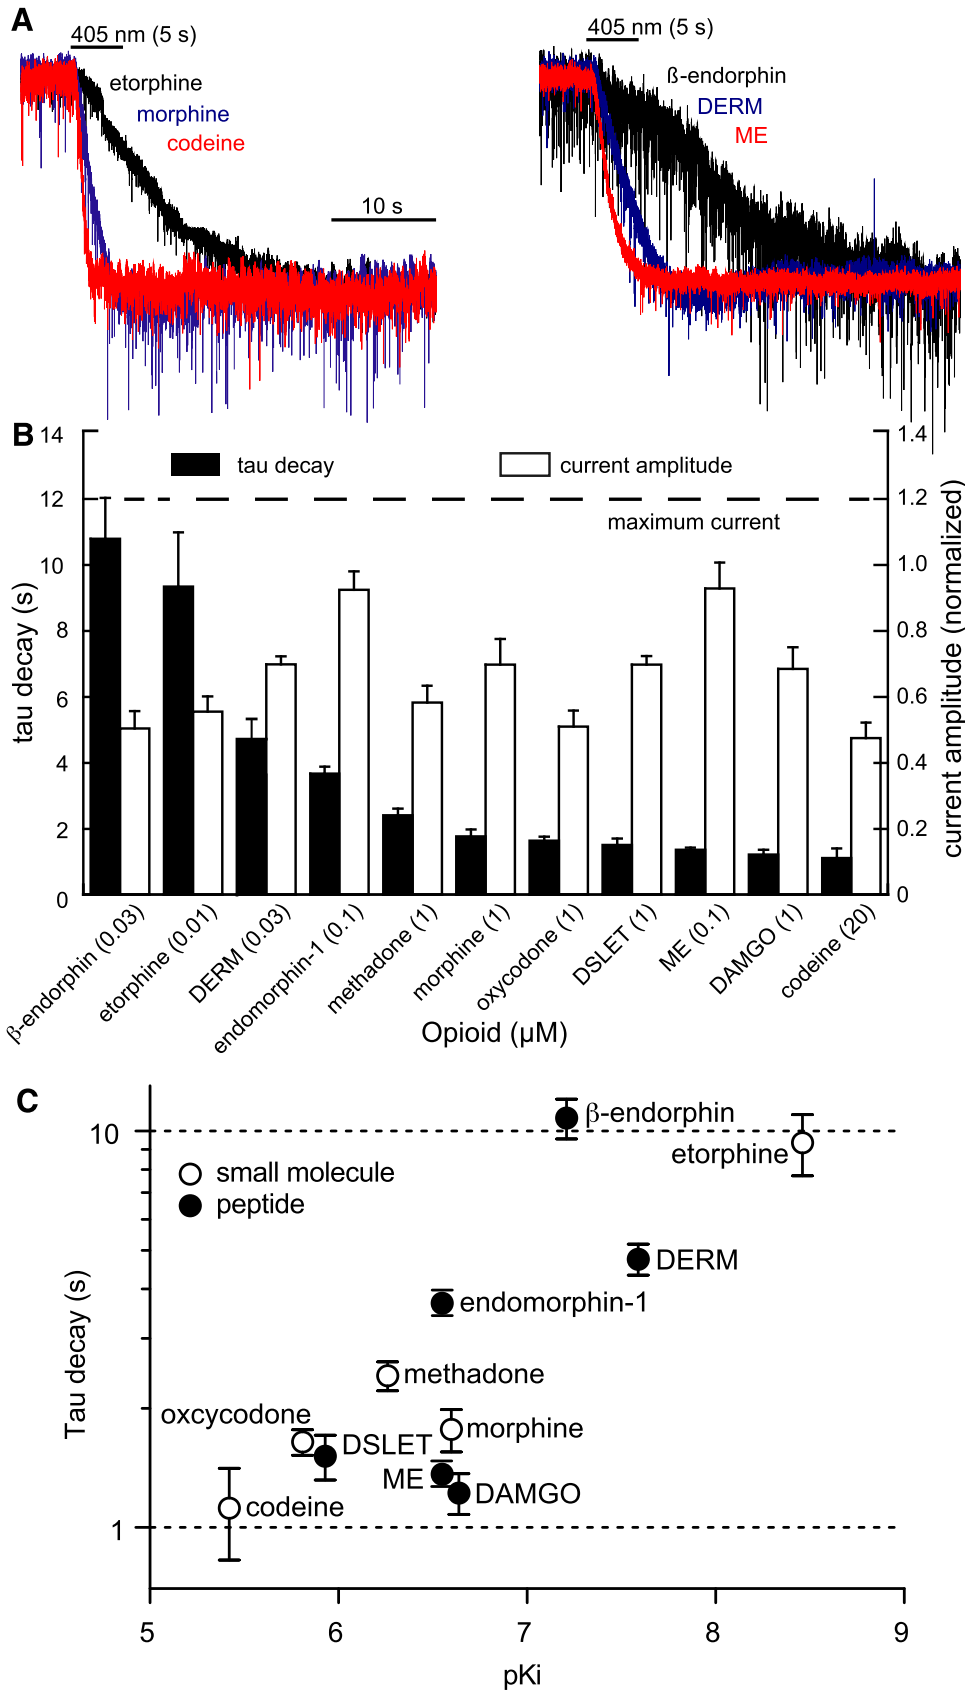 A
405 nm (5 s)
etorphine
morphine
codeine
10 s
405 nm (5 s)
ß-endorphin
DERM
ME
B
14
12
10
8
6
4
2
0
tau decay (s)
tau decay
current amplitude
maximum current
1.4
1.2
1.0
0.8
0.6
0.4
0.2
0
current amplitude (normalized)
β-endorphin (0.03)
etorphine (0.01)
DERM (0.03)
endomorphin-1 (0.1)
methadone (1)
morphine (1)
oxycodone (1)
DSLET (1)
ME (0.1)
DAMGO (1)
codeine (20)
Opioid (µM)
C
10
1
Tau decay (s)
small molecule
peptide
β-endorphin
etorphine
DERM
endomorphin-1
methadone
oxcycodone
morphine
DSLET
ME
DAMGO
codeine
5
6
7
8
9
pKi